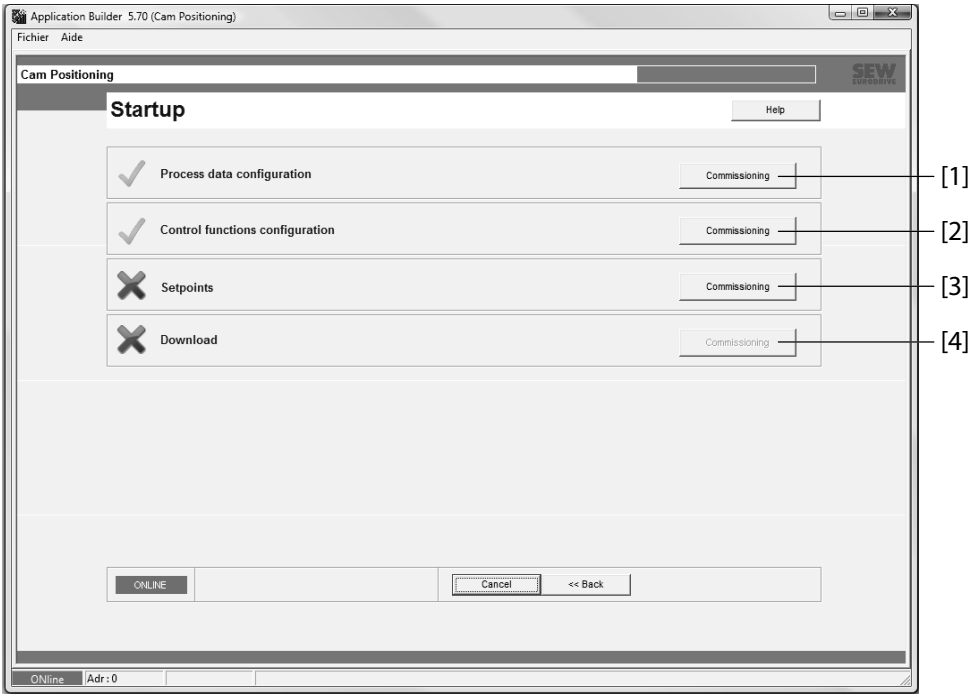 Application Builder 5.70 (Cam Positioning)
Fichier Aide
Cam Positioning
SEW
EURODRIVE
Startup
Help
Process data configuration
Commissioning
[1]
Control functions configuration
Commissioning
[2]
Setpoints
Commissioning
[3]
Download
Commissioning
[4]
ONLINE
Cancel
<< Back
ONline
Adr : 0